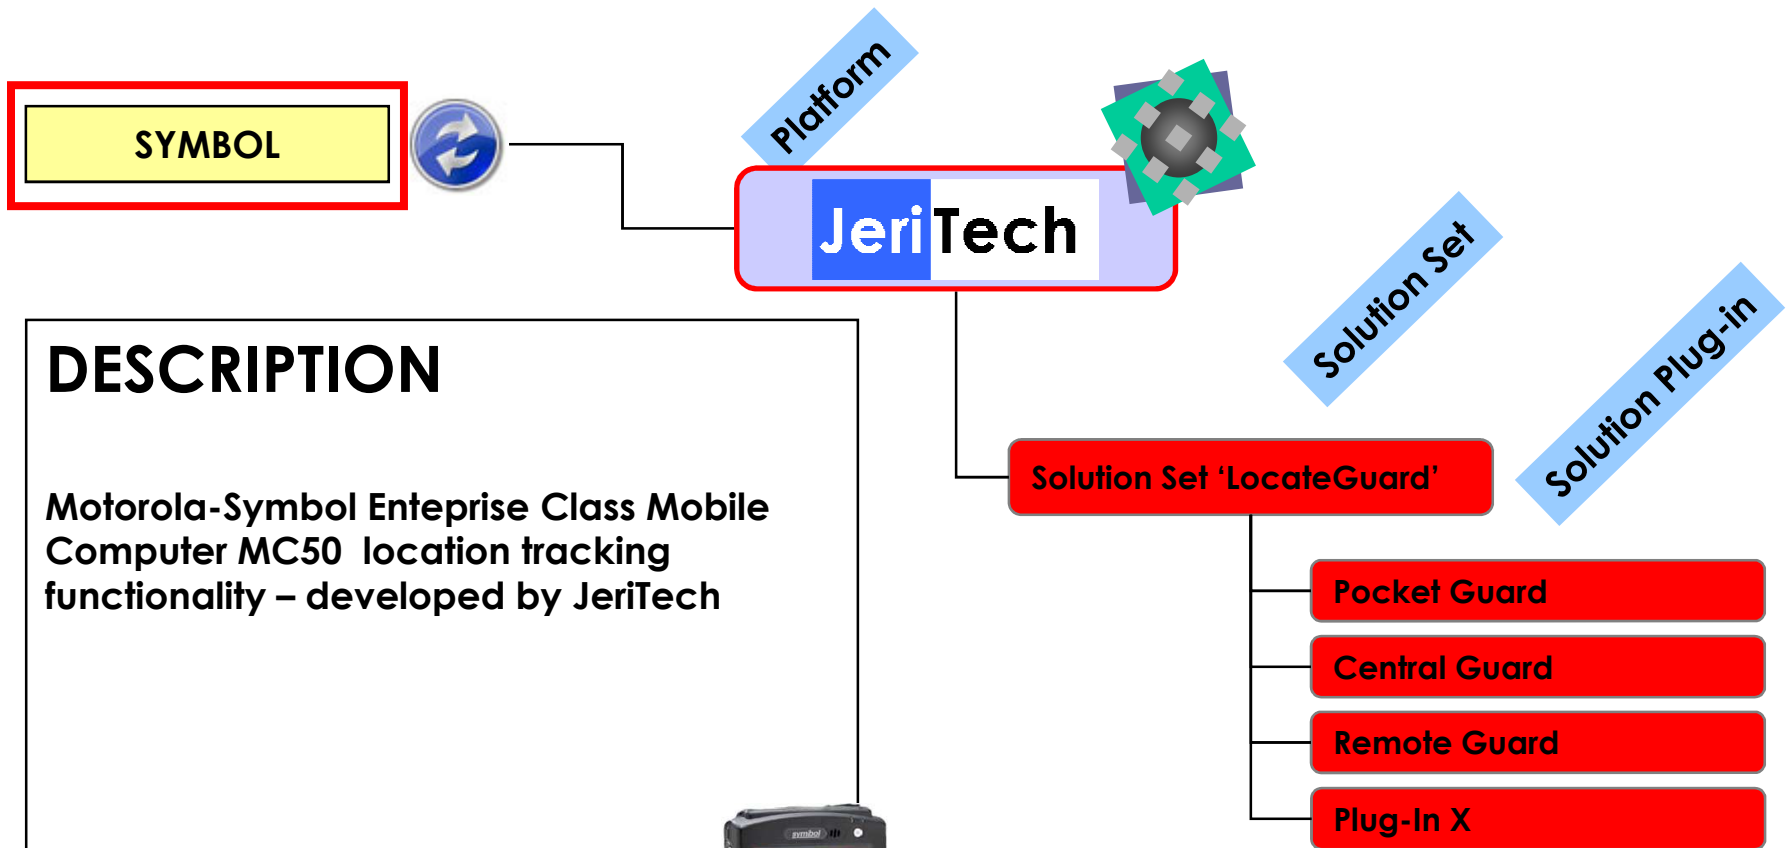 Platform
SYMBOL
JeriTech
Solution Set
Solution Plug-in
DESCRIPTION
Motorola-Symbol Enteprise Class Mobile
Computer MC50  location tracking
functionality – developed by JeriTech
Solution Set ‘LocateGuard’
Pocket Guard
Central Guard
Remote Guard
Plug-In X
symbol